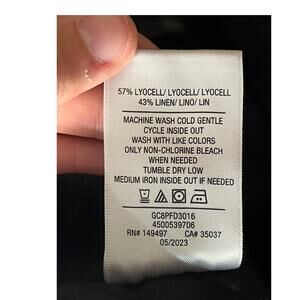 57% LYOCELL/ LYOCELL/ LYOCELL
43% LINEN/ LINO/ LIN
MACHINE WASH COLD GENTLE
CYCLE INSIDE OUT
WASH WITH LIKE COLORS
ONLY NON-CHLORINE BLEACH
WHEN NEEDED
TUMBLE DRY LOW
MEDIUM IRON INSIDE OUT IF NEEDED
GC8PFD3016
4500539706
RN# 149497 CA# 35037
05/2023